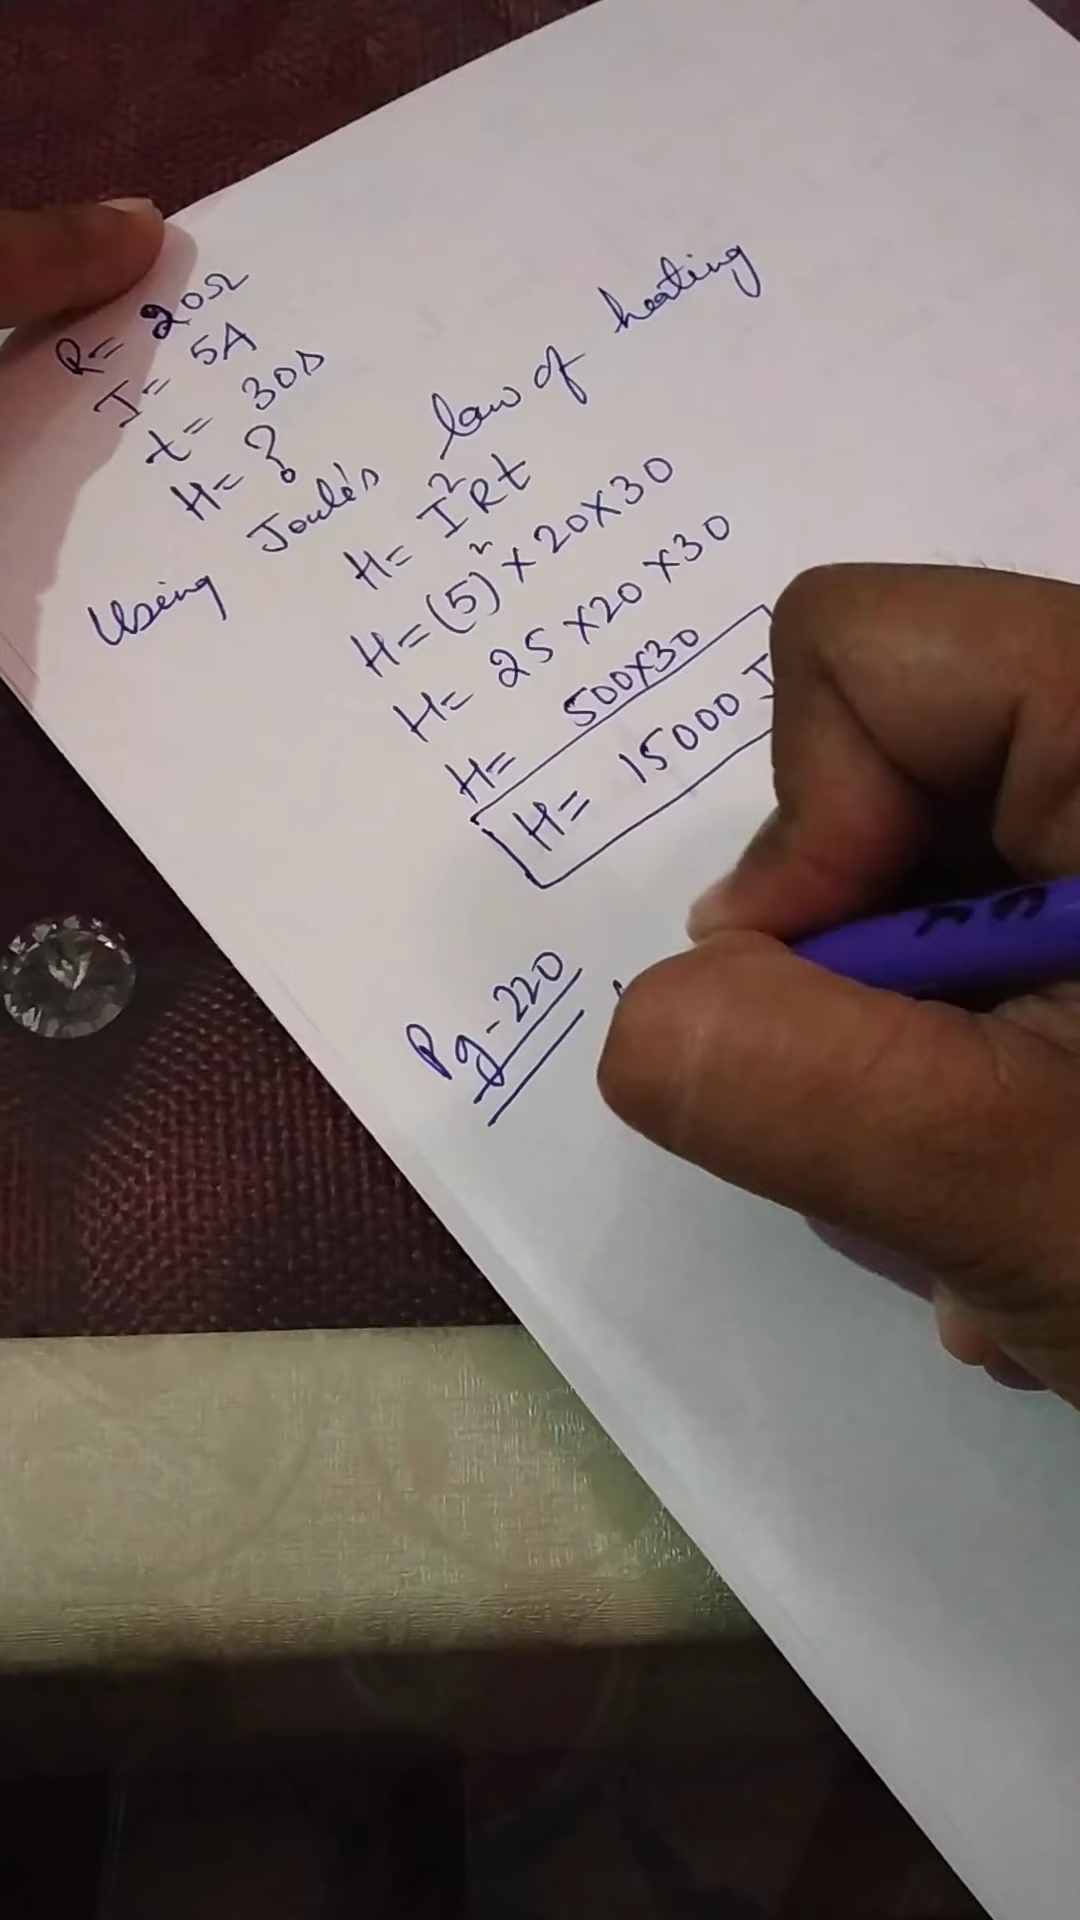 R= 20Ω
I= 5A
t= 30s
H= ?
Using Joule's law of heating
H= I²Rt
H= (5)² × 20 × 30
H= 25 × 20 × 30
H= 500×30
H= 15000 J
Pg - 220